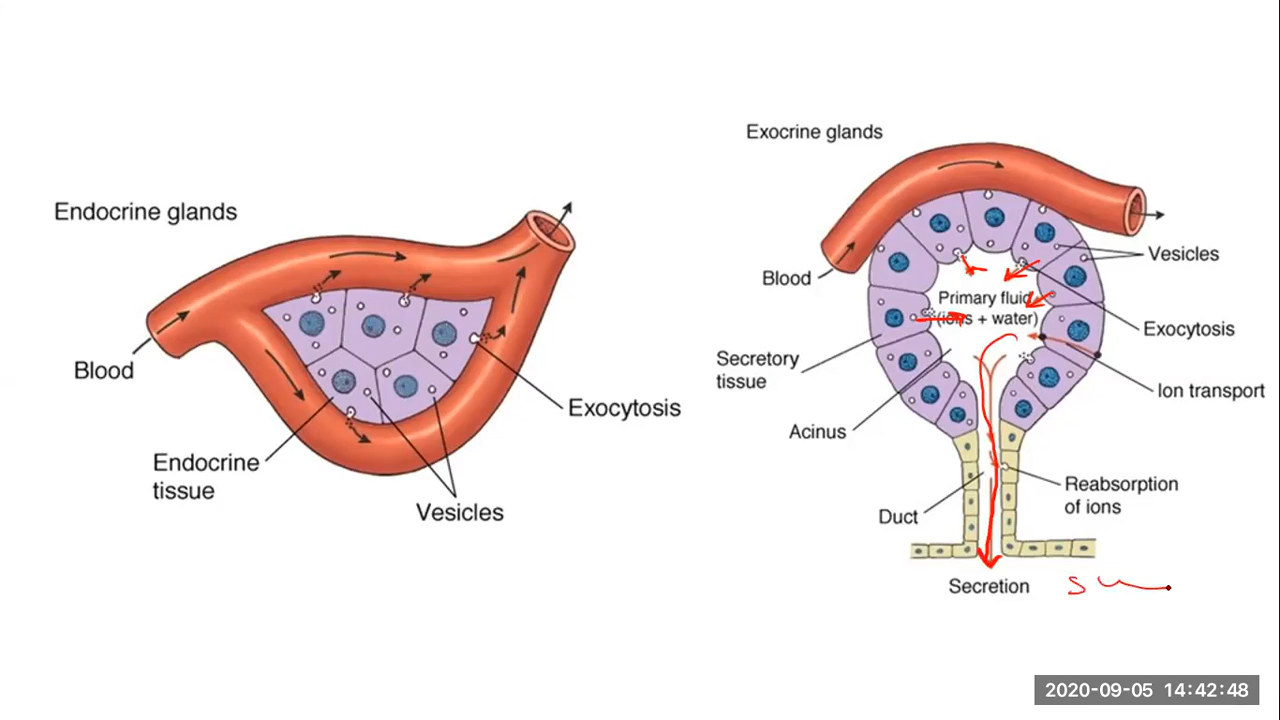 Endocrine glands
Blood
Endocrine
tissue
Vesicles
Exocytosis
Exocrine glands
Blood
Vesicles
Primary fluid
(ions + water)
Exocytosis
Secretory
tissue
Ion transport
Acinus
Reabsorption
of ions
Duct
Secretion
2020-09-05 14:42:48